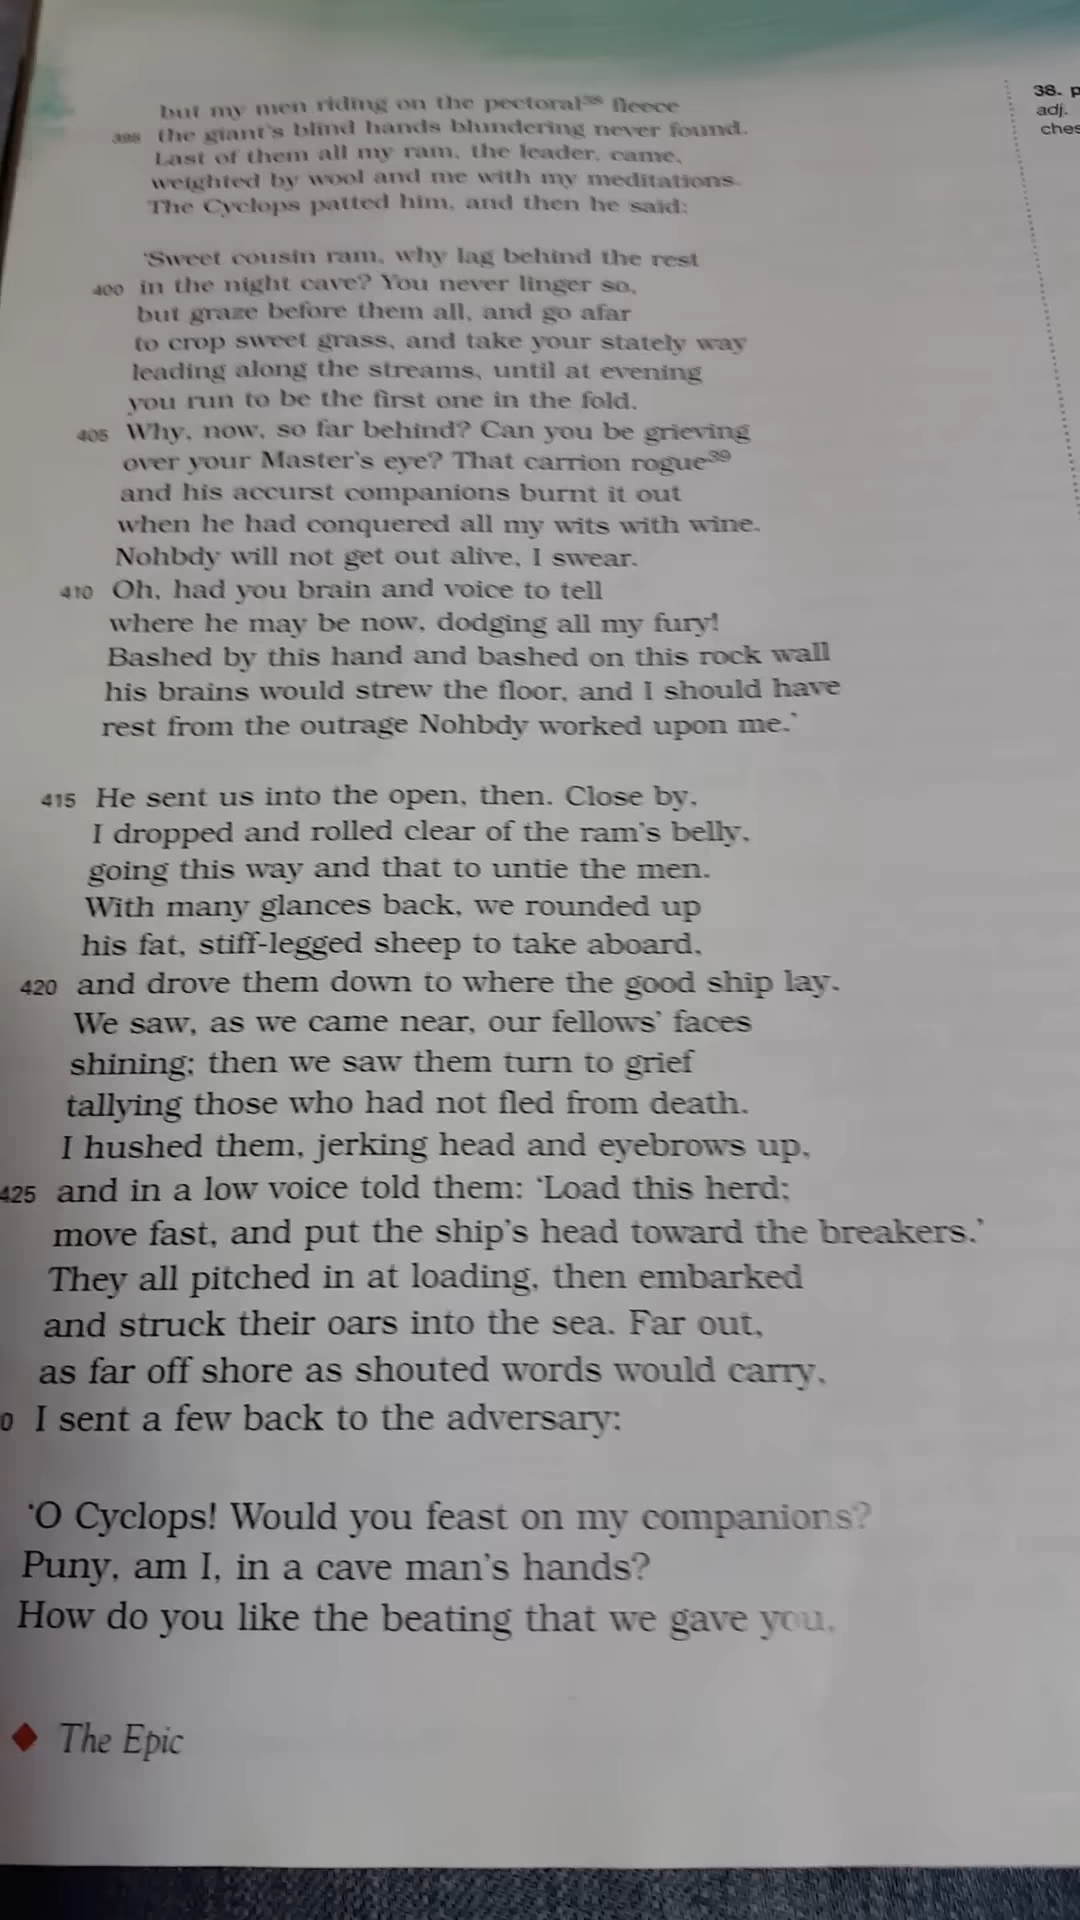 but my men riding on the pectoral³⁸ fleece
395 the giant's blind hands blundering never found.
Last of them all my ram, the leader, came,
weighted by wool and me with my meditations.
The Cyclops patted him, and then he said:
'Sweet cousin ram, why lag behind the rest
400 in the night cave? You never linger so,
but graze before them all, and go afar
to crop sweet grass, and take your stately way
leading along the streams, until at evening
you run to be the first one in the fold.
405 Why, now, so far behind? Can you be grieving
over your Master's eye? That carrion rogue³⁹
and his accurst companions burnt it out
when he had conquered all my wits with wine.
Nohbdy will not get out alive, I swear.
410 Oh, had you brain and voice to tell
where he may be now, dodging all my fury!
Bashed by this hand and bashed on this rock wall
his brains would strew the floor, and I should have
rest from the outrage Nohbdy worked upon me.'
415 He sent us into the open, then. Close by,
I dropped and rolled clear of the ram's belly,
going this way and that to untie the men.
With many glances back, we rounded up
his fat, stiff-legged sheep to take aboard,
420 and drove them down to where the good ship lay.
We saw, as we came near, our fellows' faces
shining; then we saw them turn to grief
tallying those who had not fled from death.
I hushed them, jerking head and eyebrows up,
425 and in a low voice told them: 'Load this herd;
move fast, and put the ship's head toward the breakers.'
They all pitched in at loading, then embarked
and struck their oars into the sea. Far out,
as far off shore as shouted words would carry,
0 I sent a few back to the adversary:
'O Cyclops! Would you feast on my companions?
Puny, am I, in a cave man's hands?
How do you like the beating that we gave you,
◆ The Epic
38. p
adj.
ches